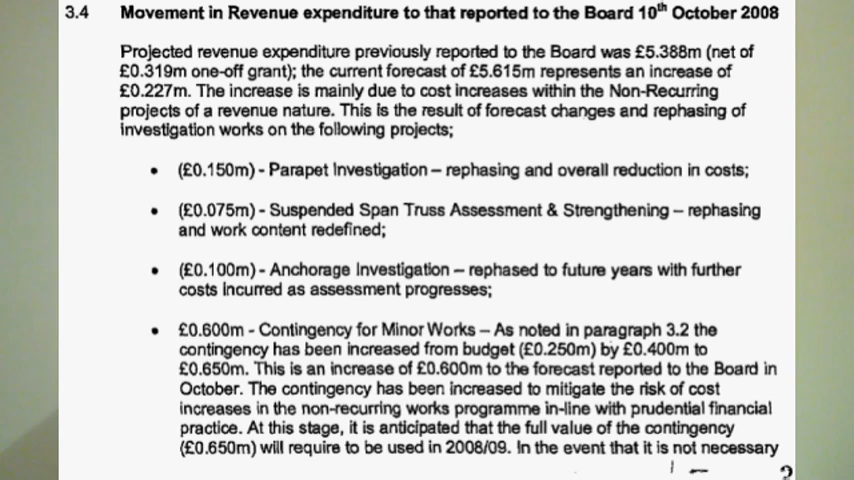 3.4 Movement in Revenue expenditure to that reported to the Board 10th October 2008
Projected revenue expenditure previously reported to the Board was £5.388m (net of
£0.319m one-off grant); the current forecast of £5.615m represents an increase of
£0.227m. The increase is mainly due to cost increases within the Non-Recurring
projects of a revenue nature. This is the result of forecast changes and rephasing of
investigation works on the following projects;
• (£0.150m) - Parapet Investigation – rephasing and overall reduction in costs;
• (£0.075m) - Suspended Span Truss Assessment & Strengthening – rephasing
and work content redefined;
• (£0.100m) - Anchorage Investigation – rephased to future years with further
costs incurred as assessment progresses;
• £0.600m - Contingency for Minor Works – As noted in paragraph 3.2 the
contingency has been increased from budget (£0.250m) by £0.400m to
£0.650m. This is an increase of £0.600m to the forecast reported to the Board in
October. The contingency has been increased to mitigate the risk of cost
increases in the non-recurring works programme in-line with prudential financial
practice. At this stage, it is anticipated that the full value of the contingency
(£0.650m) will require to be used in 2008/09. In the event that it is not necessary